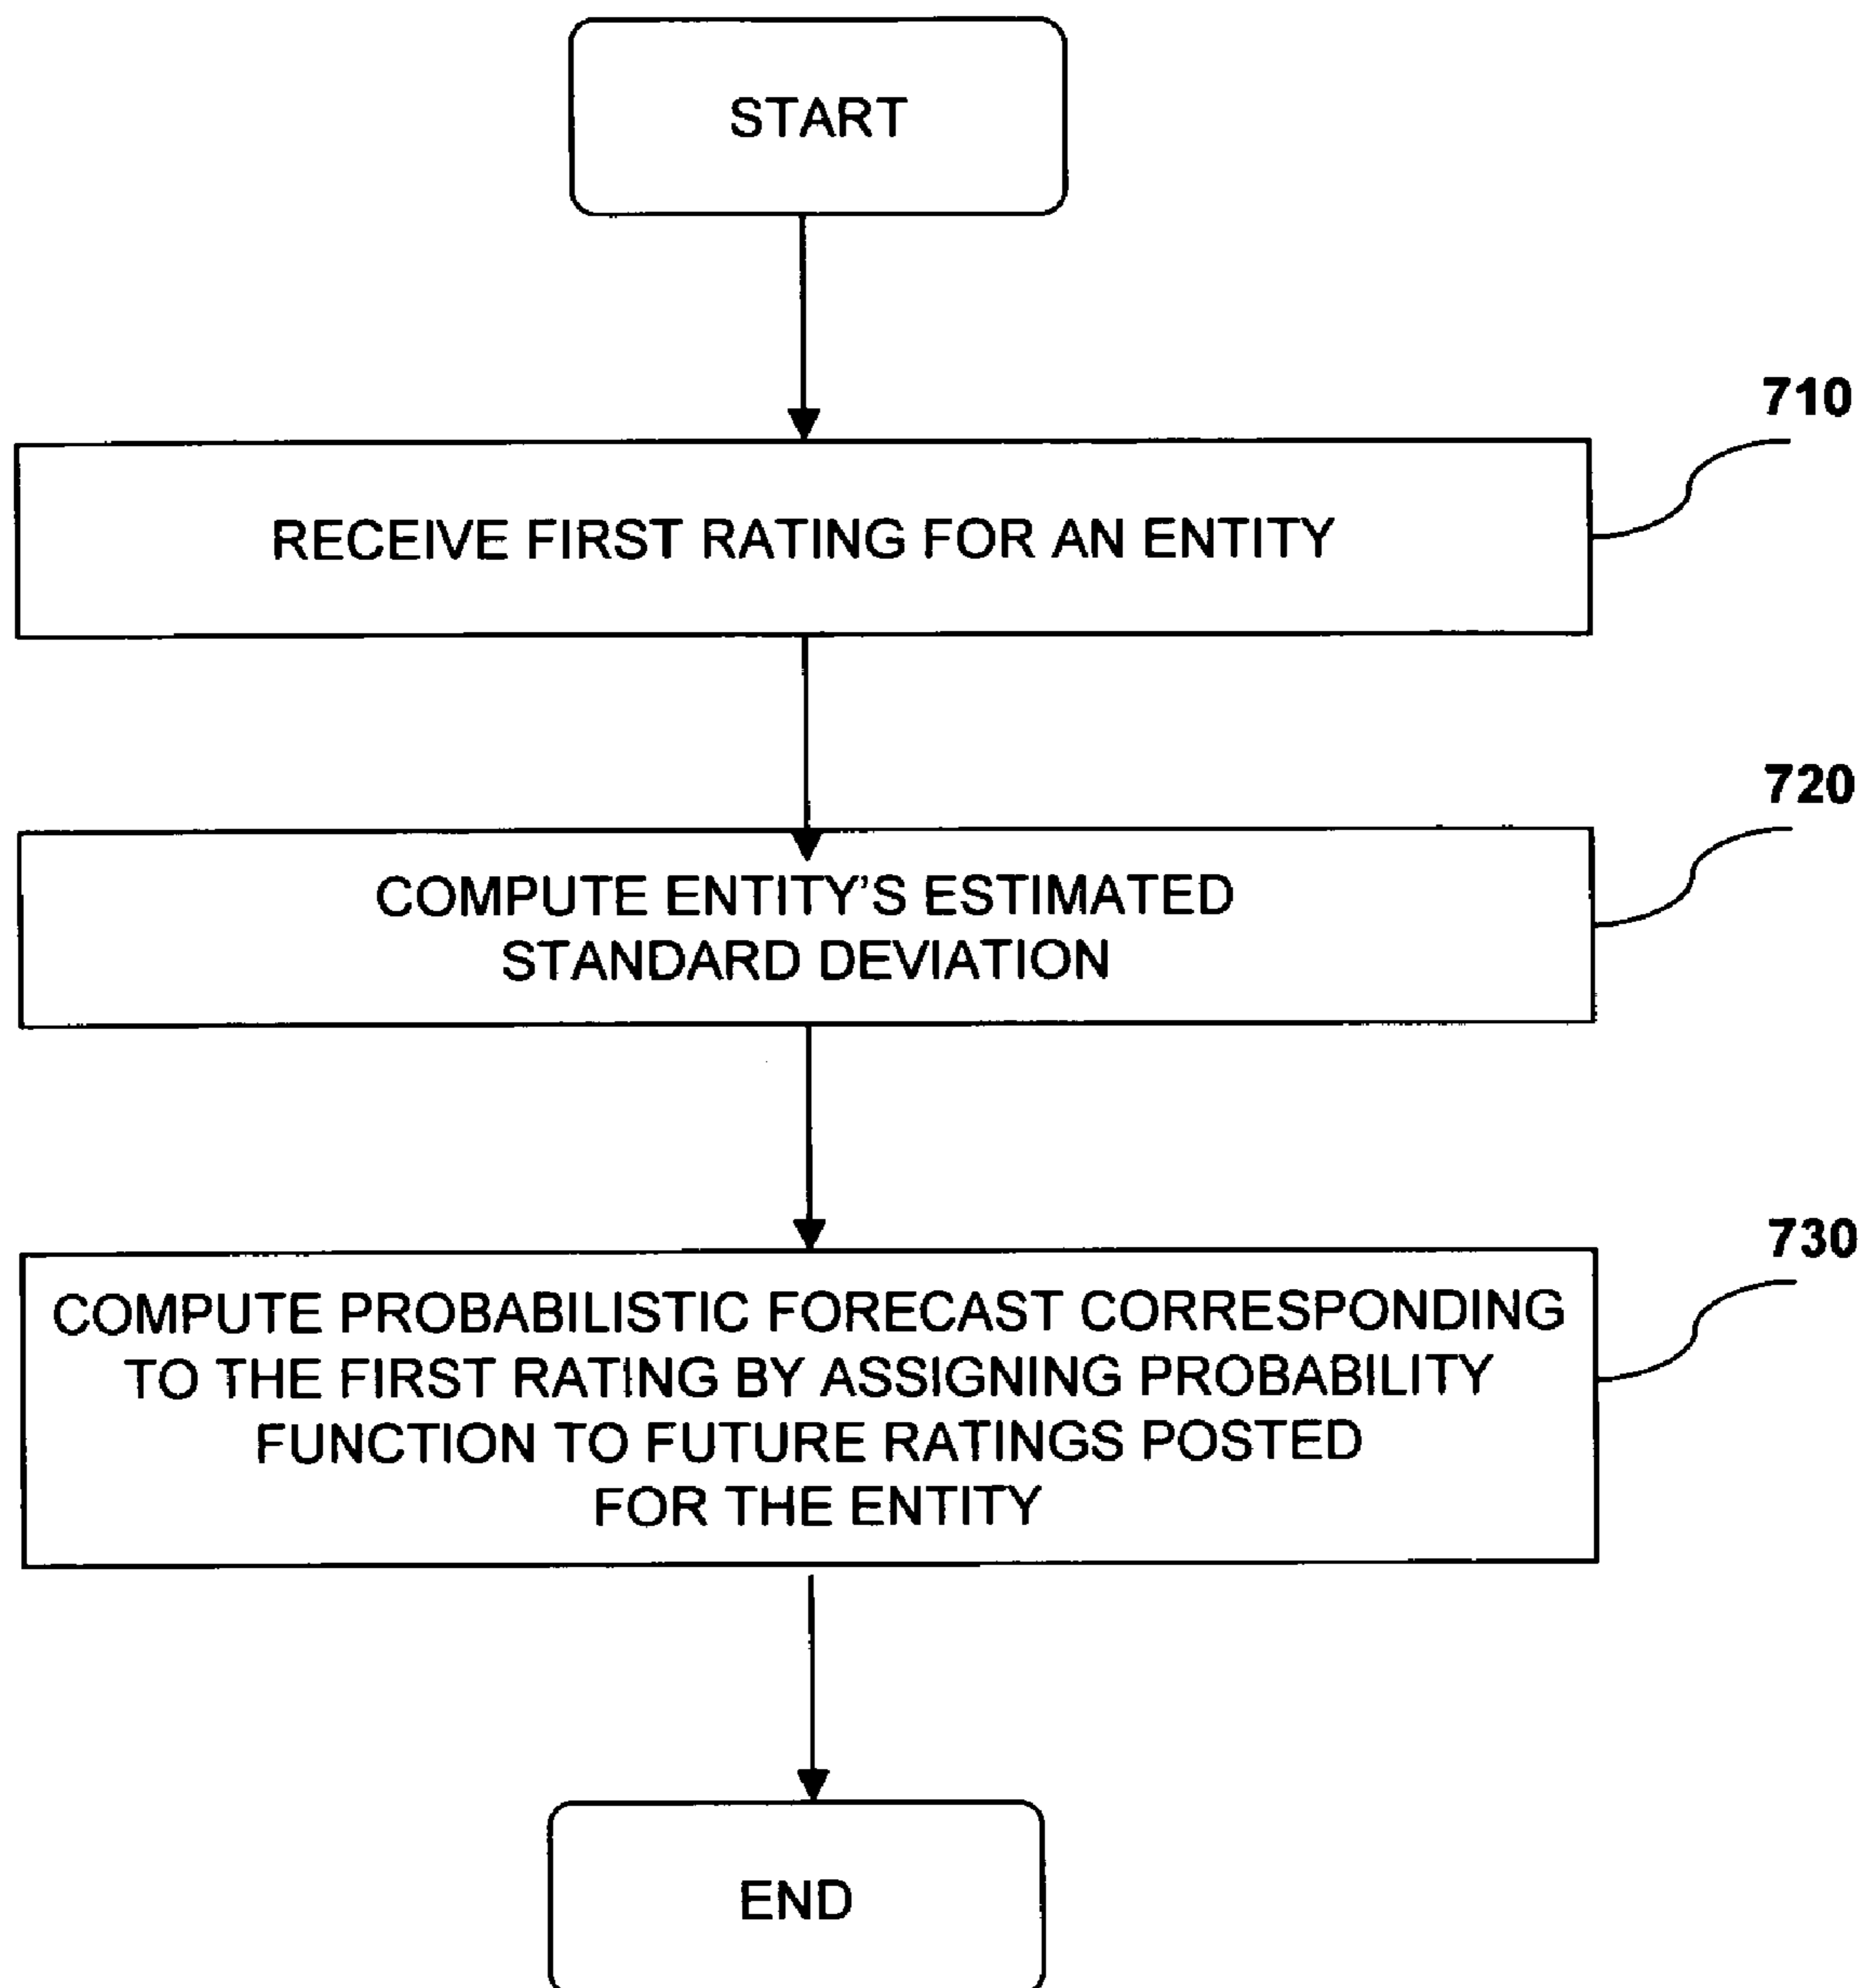 START
710
RECEIVE FIRST RATING FOR AN ENTITY
720
COMPUTE ENTITY'S ESTIMATED
STANDARD DEVIATION
730
COMPUTE PROBABILISTIC FORECAST CORRESPONDING
TO THE FIRST RATING BY ASSIGNING PROBABILITY
FUNCTION TO FUTURE RATINGS POSTED
FOR THE ENTITY
END